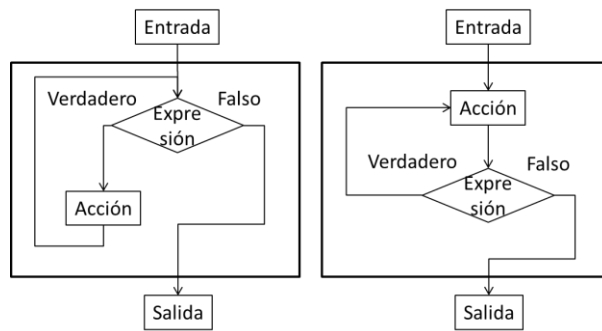 Entrada
Verdadero
Falso
Expre
sión
Acción
Salida
Entrada
Acción
Verdadero
Falso
Expre
sión
Salida